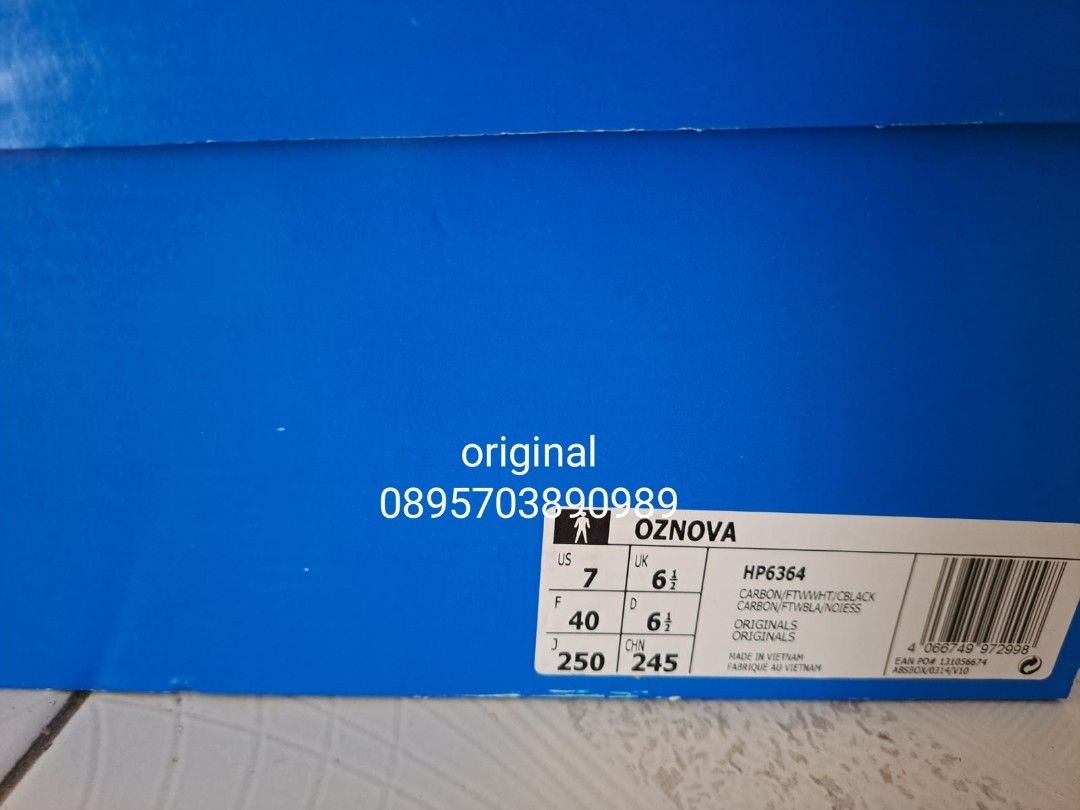 original
0895703890989
OZNOVA
US 7 UK 6½
F 40 D 6½
J 250 CHN 245
HP6364
CARBON/FTWWHT/CBLACK
CARBON/FTWBLA/NOIESS
ORIGINALS
ORIGINALS
MADE IN VIETNAM
FABRIQUÉ AU VIETNAM
4 066749 972998
EAN PO# 131056674
ABSBOX/0314/V10